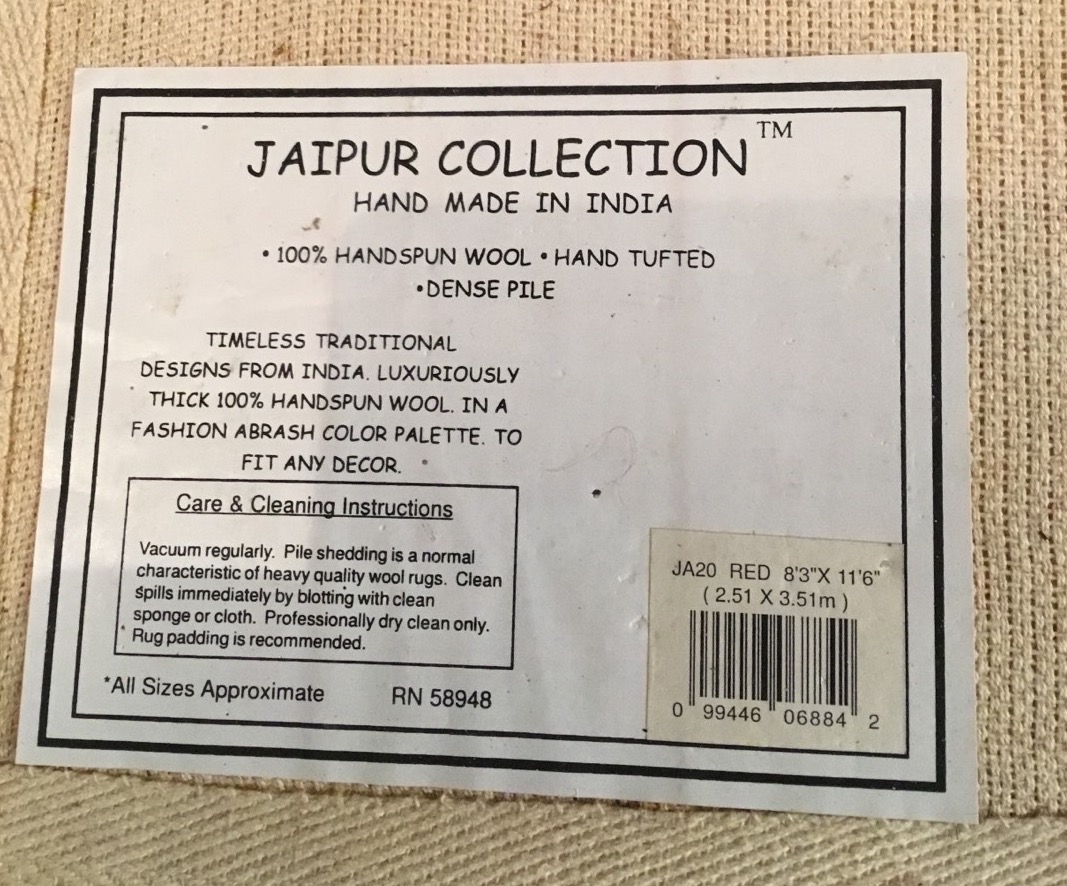 JAIPUR COLLECTION™
HAND MADE IN INDIA
• 100% HANDSPUN WOOL • HAND TUFTED
•DENSE PILE
TIMELESS TRADITIONAL
DESIGNS FROM INDIA. LUXURIOUSLY
THICK 100% HANDSPUN WOOL. IN A
FASHION ABRASH COLOR PALETTE. TO
FIT ANY DECOR.
Care & Cleaning Instructions
Vacuum regularly. Pile shedding is a normal
characteristic of heavy quality wool rugs. Clean
spills immediately by blotting with clean
sponge or cloth. Professionally dry clean only.
Rug padding is recommended.
*All Sizes Approximate RN 58948
JA20 RED 8'3"X 11'6"
( 2.51 X 3.51m )
0 99446 06884 2